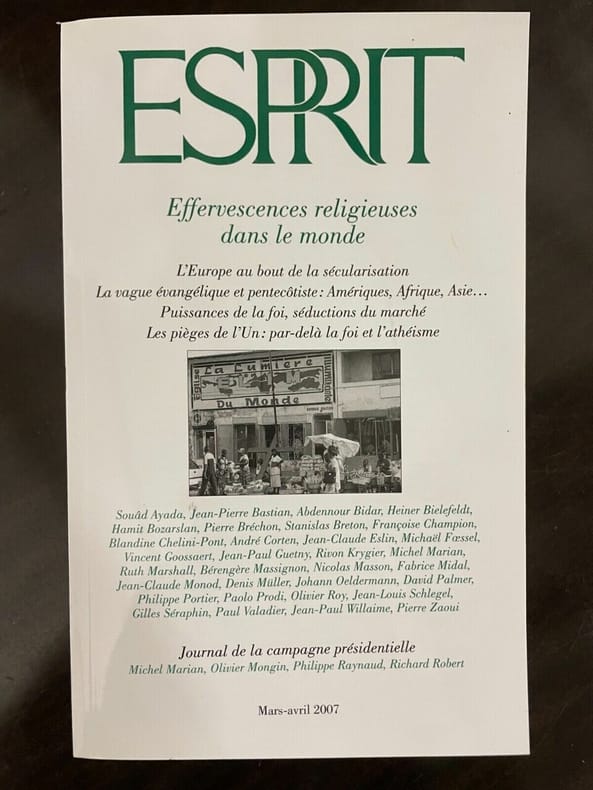 ESPRIT
Effervescences religieuses
dans le monde
L'Europe au bout de la sécularisation
La vague évangélique et pentecôtiste : Amériques, Afrique, Asie…
Puissances de la foi, séductions du marché
Les pièges de l'Un : par-delà la foi et l'athéisme
La Lumière
Du Monde
Souâd Ayada, Jean-Pierre Bastian, Abdennour Bidar, Heiner Bielefeldt,
Hamit Bozarslan, Pierre Bréchon, Stanislas Breton, Françoise Champion,
Blandine Chelini-Pont, André Corten, Jean-Claude Eslin, Michaël Fœssel,
Vincent Goossaert, Jean-Paul Guetny, Rivon Krygier, Michel Marian,
Ruth Marshall, Bérengère Massignon, Nicolas Masson, Fabrice Midal,
Jean-Claude Monod, Denis Müller, Johann Oeldermann, David Palmer,
Philippe Portier, Paolo Prodi, Olivier Roy, Jean-Louis Schlegel,
Gilles Séraphin, Paul Valadier, Jean-Paul Willaime, Pierre Zaoui
Journal de la campagne présidentielle
Michel Marian, Olivier Mongin, Philippe Raynaud, Richard Robert
Mars-avril 2007